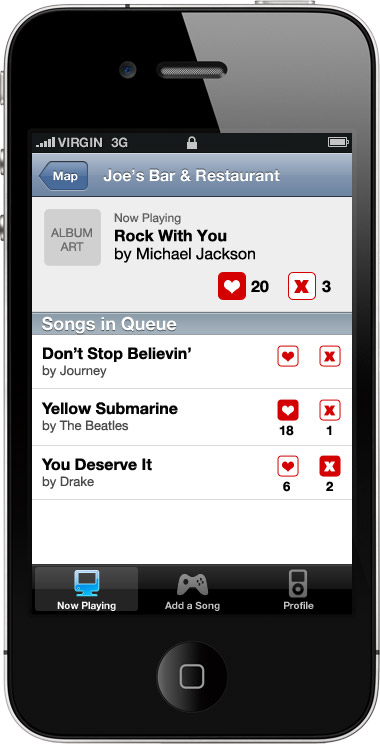 VIRGIN 3G
Map
Joe's Bar & Restaurant
ALBUM
ART
Now Playing
Rock With You
by Michael Jackson
20 X 3
Songs in Queue
Don't Stop Believin'
by Journey
X
Yellow Submarine
by The Beatles
X
18 1
You Deserve It
by Drake
X
6 2
Now Playing
Add a Song
Profile